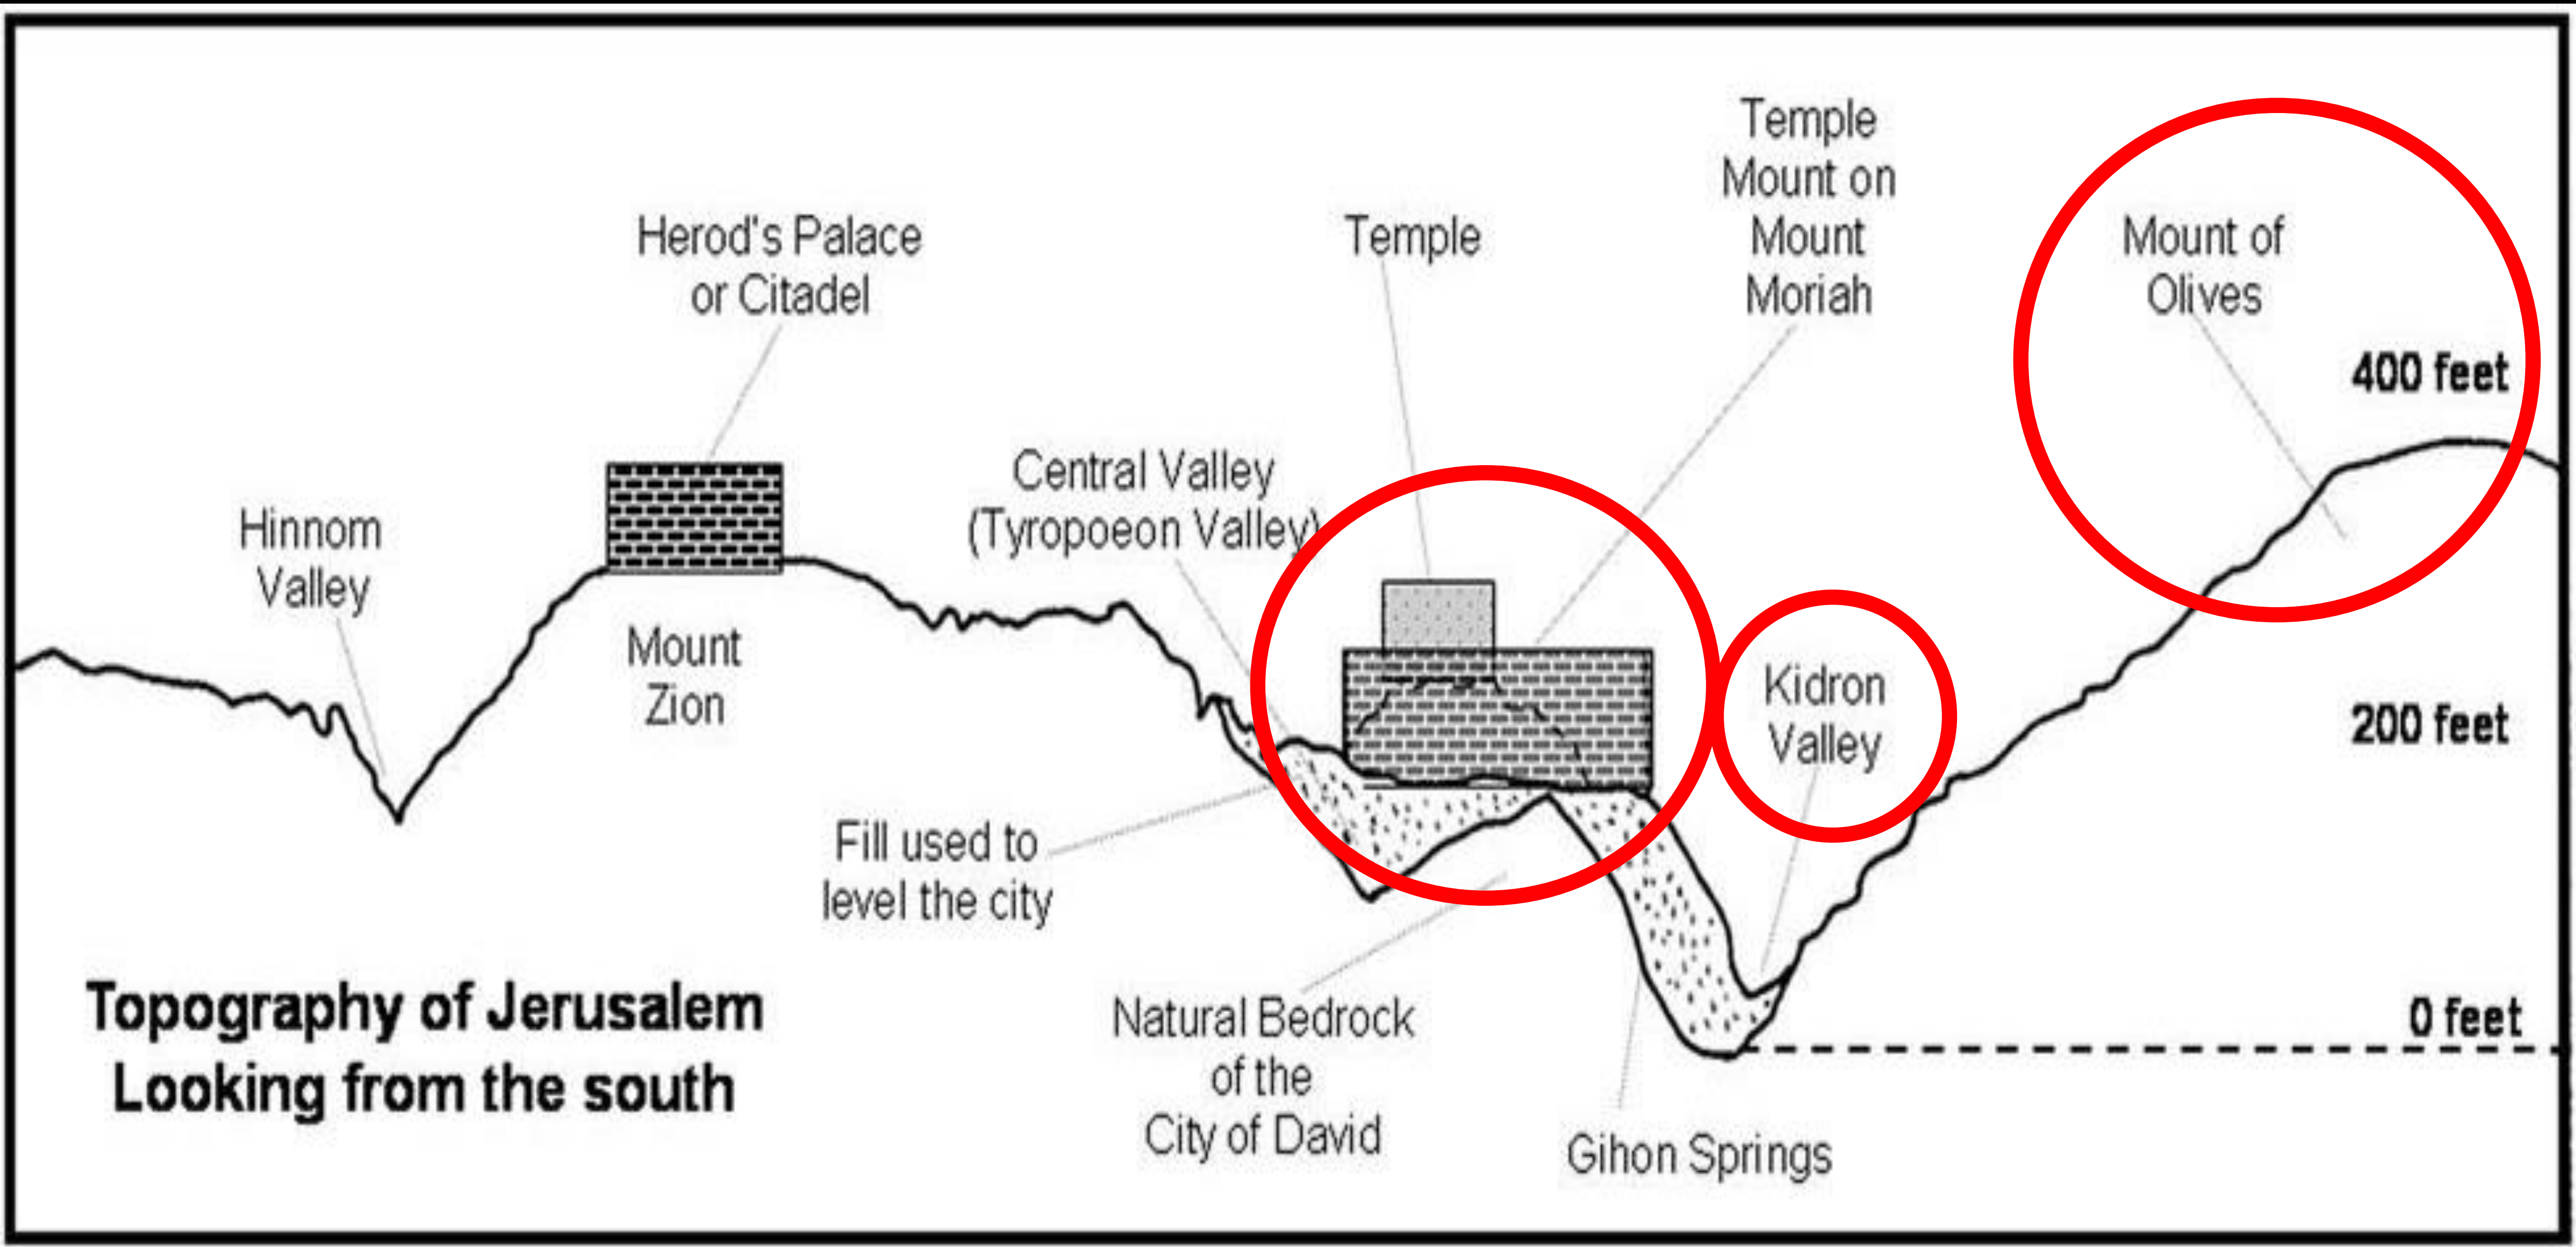 Temple
Mount on
Mount
Moriah
Herod's Palace
or Citadel
Temple
Mount of
Olives
400 feet
Central Valley
(Tyropoeon Valley)
Hinnom
Valley
Mount
Zion
Kidron
Valley
200 feet
Fill used to
level the city
Natural Bedrock
of the
City of David
Gihon Springs
0 feet
Topography of Jerusalem
Looking from the south